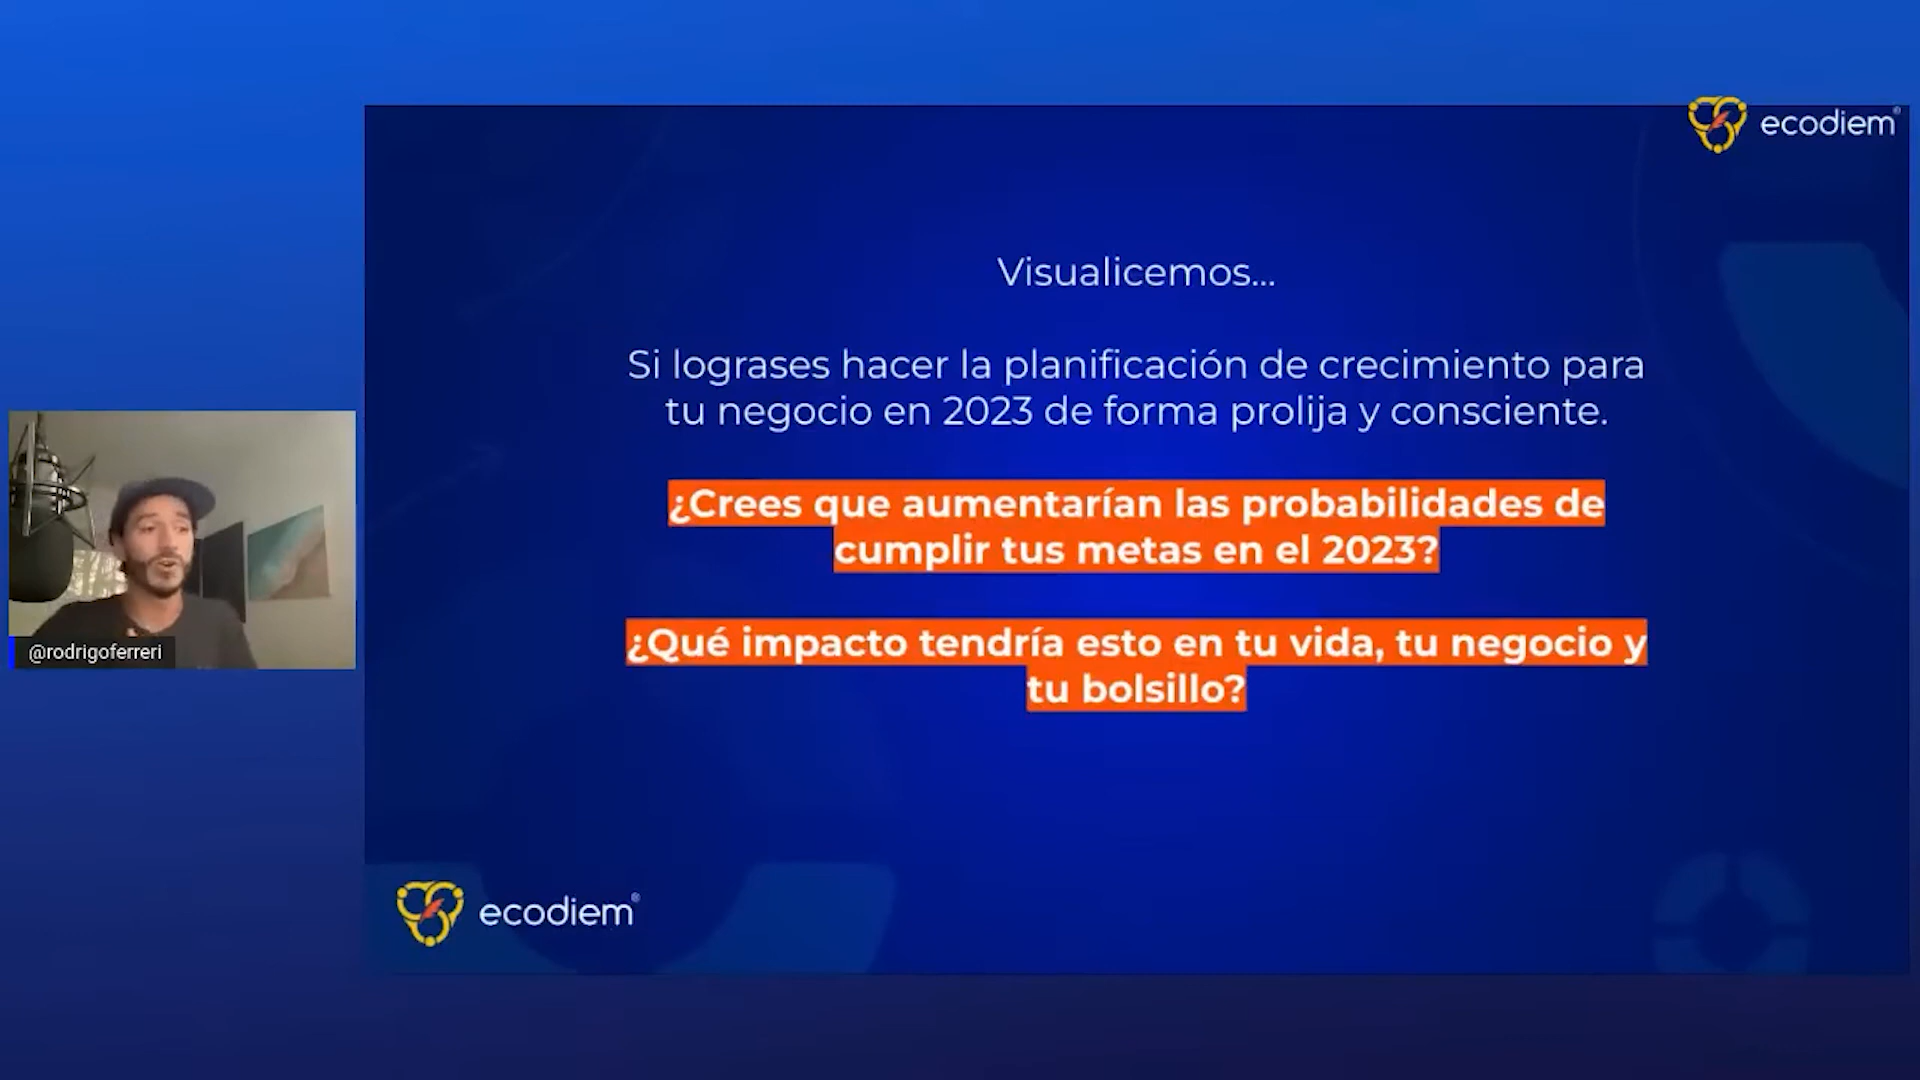 ecodiem®
Visualicemos...
Si lograses hacer la planificación de crecimiento para
tu negocio en 2023 de forma prolija y consciente.
¿Crees que aumentarían las probabilidades de
cumplir tus metas en el 2023?
¿Qué impacto tendría esto en tu vida, tu negocio y
tu bolsillo?
@rodrigoferreri
ecodiem®